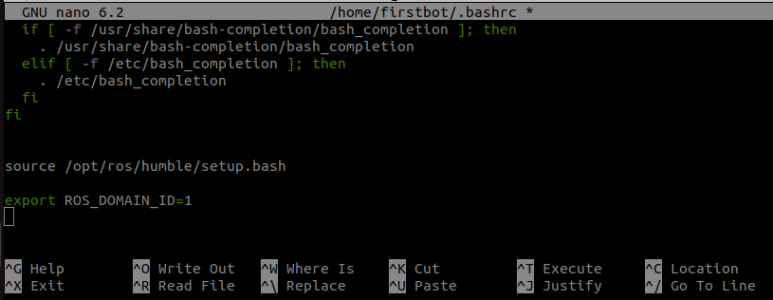 GNU nano 6.2 /home/firstbot/.bashrc *
if [ -f /usr/share/bash-completion/bash_completion ]; then
. /usr/share/bash-completion/bash_completion
elif [ -f /etc/bash_completion ]; then
. /etc/bash_completion
fi
fi
source /opt/ros/humble/setup.bash
export ROS_DOMAIN_ID=1
^G Help ^O Write Out ^W Where Is ^K Cut ^T Execute ^C Location
^X Exit ^R Read File ^\ Replace ^U Paste ^J Justify ^/ Go To Line